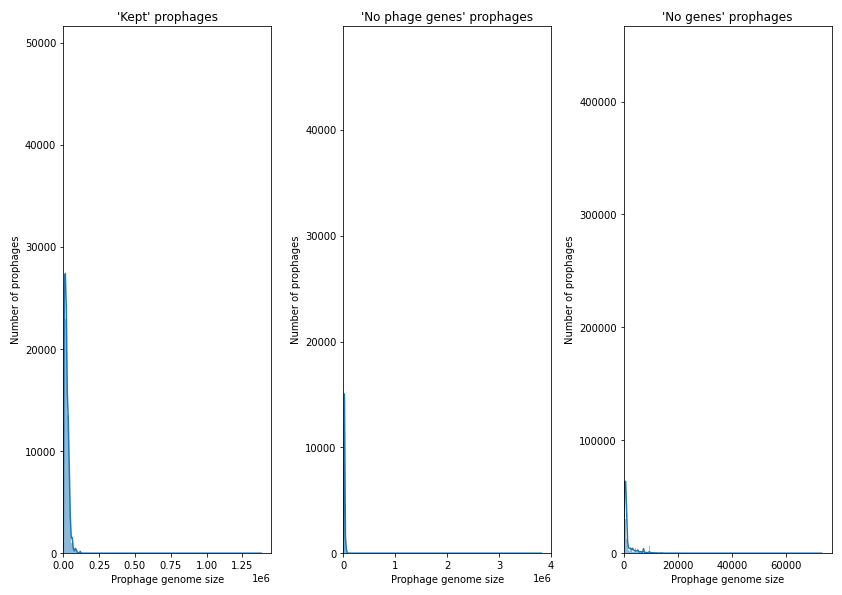 'Kept' prophages
'No phage genes' prophages
'No genes' prophages
50000
40000
30000
20000
10000
0
Number of prophages
0.00 0.25 0.50 0.75 1.00 1.25
1e6
Prophage genome size
40000
30000
20000
10000
0
Number of prophages
0 1 2 3 4
1e6
Prophage genome size
400000
300000
200000
100000
0
Number of prophages
0 20000 40000 60000
Prophage genome size